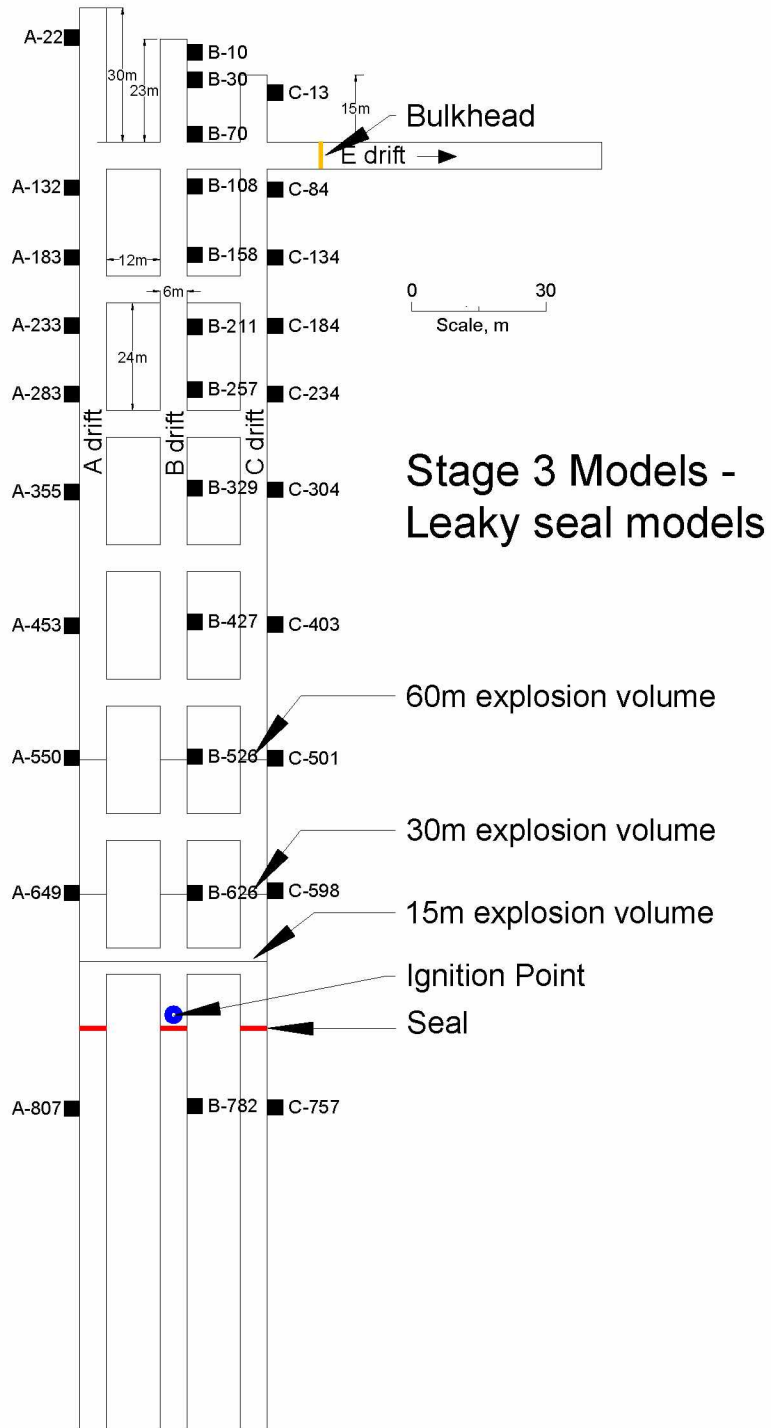 A-22
B-10
30m
23m
B-30
C-13
15m
Bulkhead
B-70
E drift
A-132
B-108
C-84
A-183
12m
B-158
C-134
6m
0 30
Scale, m
A-233
B-211
C-184
24m
A-283
B-257
C-234
A drift
B drift
C drift
Stage 3 Models -
Leaky seal models
A-355
B-329
C-304
A-453
B-427
C-403
60m explosion volume
A-550
B-526
C-501
30m explosion volume
A-649
B-626
C-598
15m explosion volume
Ignition Point
Seal
A-807
B-782
C-757